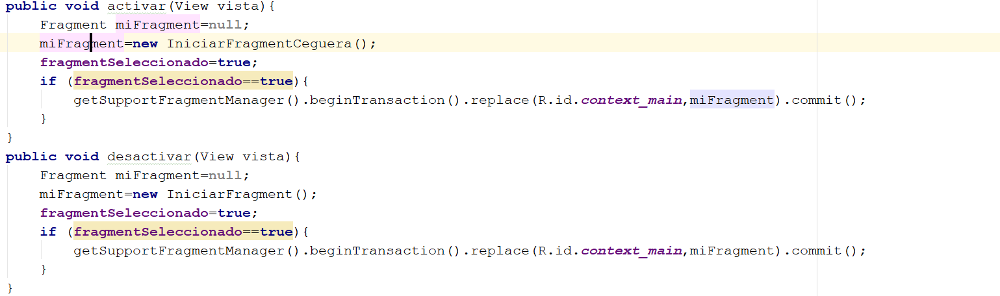 public void activar(View vista){
Fragment miFragment=null;
miFragment=new IniciarFragmentCeguera();
fragmentSeleccionado=true;
if (fragmentSeleccionado==true){
getSupportFragmentManager().beginTransaction().replace(R.id.context_main,miFragment).commit();
}
}
public void desactivar(View vista){
Fragment miFragment=null;
miFragment=new IniciarFragment();
fragmentSeleccionado=true;
if (fragmentSeleccionado==true){
getSupportFragmentManager().beginTransaction().replace(R.id.context_main,miFragment).commit();
}
}